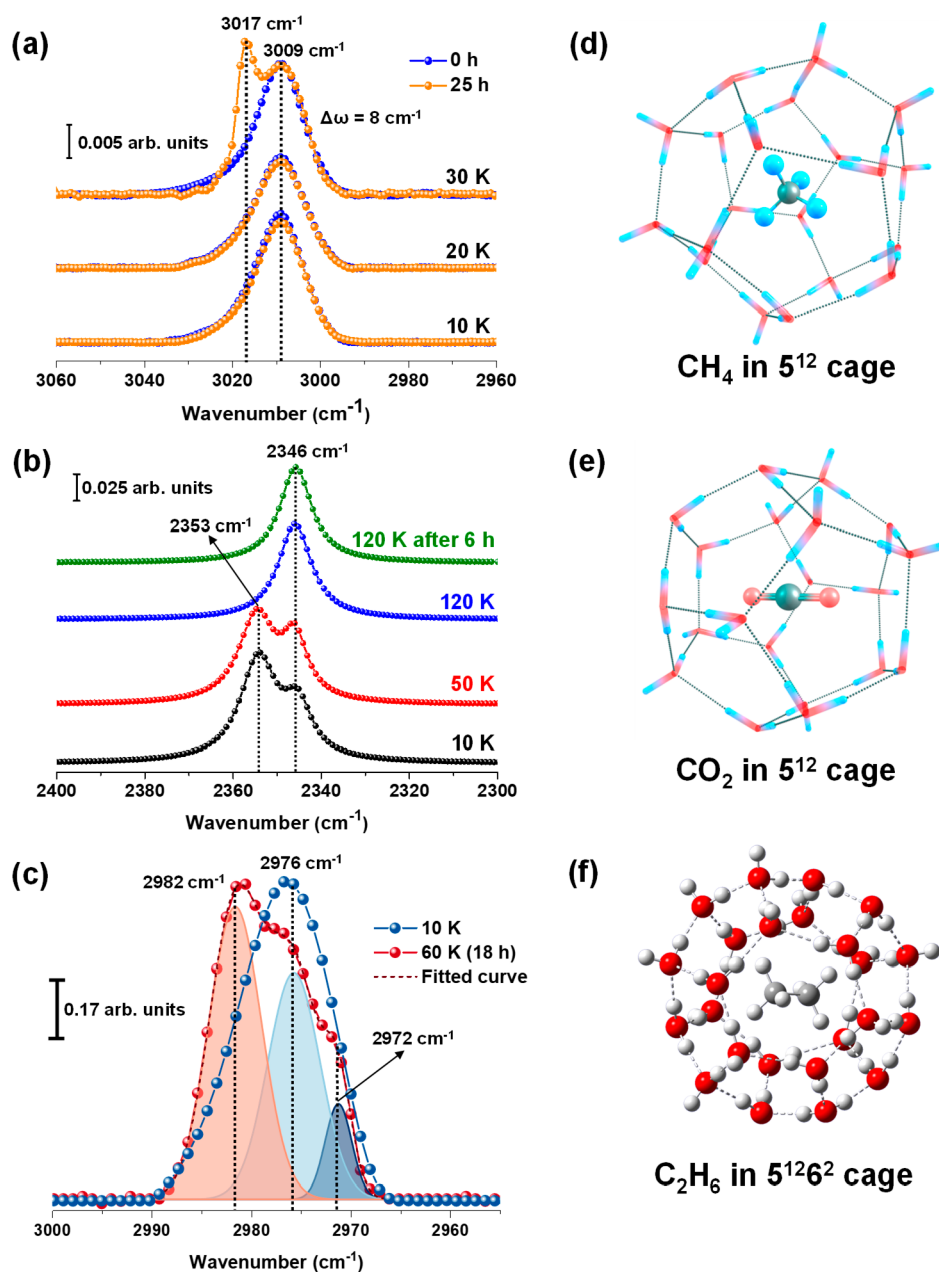 (a)
3017 cm⁻¹
3009 cm⁻¹
0 h
25 h
Δω = 8 cm⁻¹
0.005 arb. units
30 K
20 K
10 K
3060 3040 3020 3000 2980 2960
Wavenumber (cm⁻¹)
(d)
CH₄ in 5¹² cage
(b)
2346 cm⁻¹
0.025 arb. units
2353 cm⁻¹
120 K after 6 h
120 K
50 K
10 K
2400 2380 2360 2340 2320 2300
Wavenumber (cm⁻¹)
(e)
CO₂ in 5¹² cage
(c)
2976 cm⁻¹
2982 cm⁻¹
10 K
60 K (18 h)
Fitted curve
0.17 arb. units
2972 cm⁻¹
3000 2990 2980 2970 2960
Wavenumber (cm⁻¹)
(f)
C₂H₆ in 5¹²6² cage